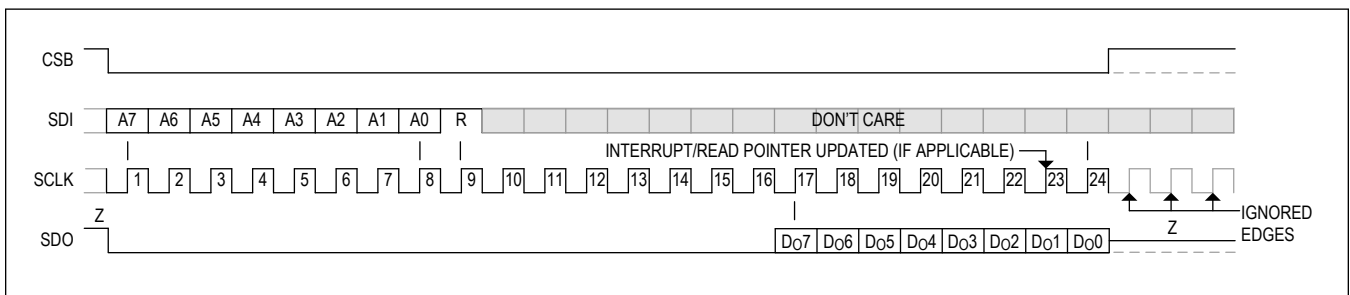 CSB
SDI A7 A6 A5 A4 A3 A2 A1 A0 R DON'T CARE
INTERRUPT/READ POINTER UPDATED (IF APPLICABLE)
SCLK 1 2 3 4 5 6 7 8 9 10 11 12 13 14 15 16 17 18 19 20 21 22 23 24
Z
IGNORED
Z EDGES
SDO DO7 DO6 DO5 DO4 DO3 DO2 DO1 DO0